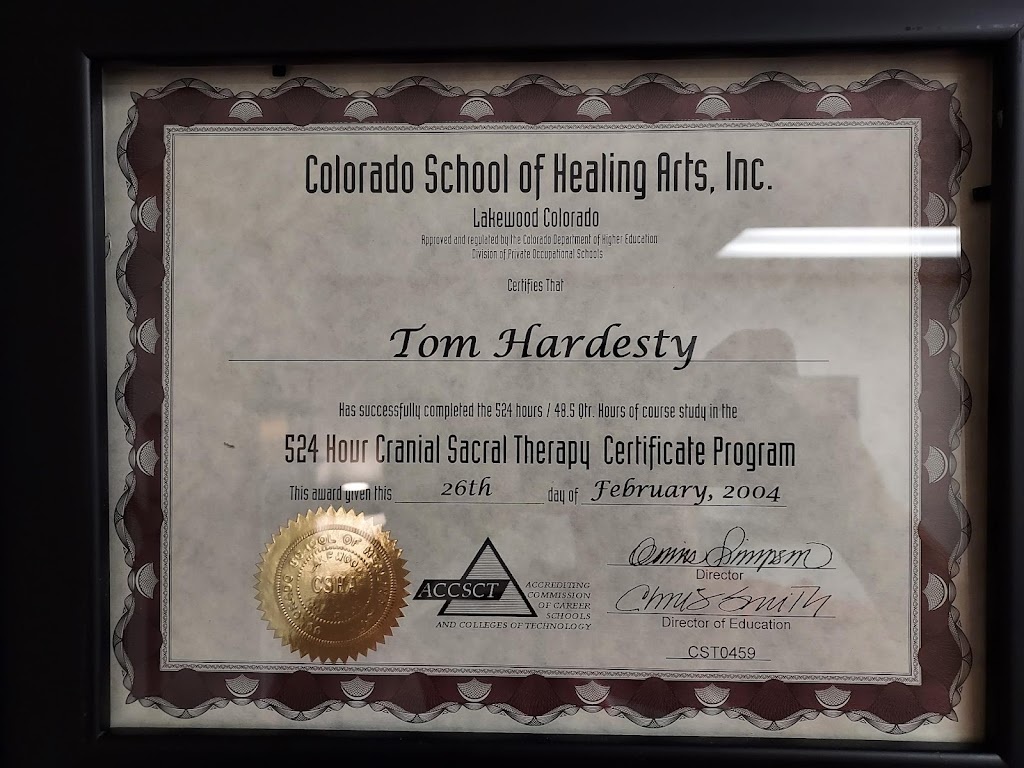 Colorado School of Healing Arts, Inc.
Lakewood Colorado
Approved and regulated by the Colorado Department of Higher Education
Division of Private Occupational Schools
Certifies That
Tom Hardesty
Has successfully completed the 524 hours / 48.5 Qtr. Hours of course study in the
524 Hour Cranial Sacral Therapy Certificate Program
This award given this 26th day of February, 2004
CSHA
ACCSCT
ACCREDITING
COMMISSION
OF CAREER
SCHOOLS
AND COLLEGES OF TECHNOLOGY
Simpson
Director
Chris Smith
Director of Education
CST0459